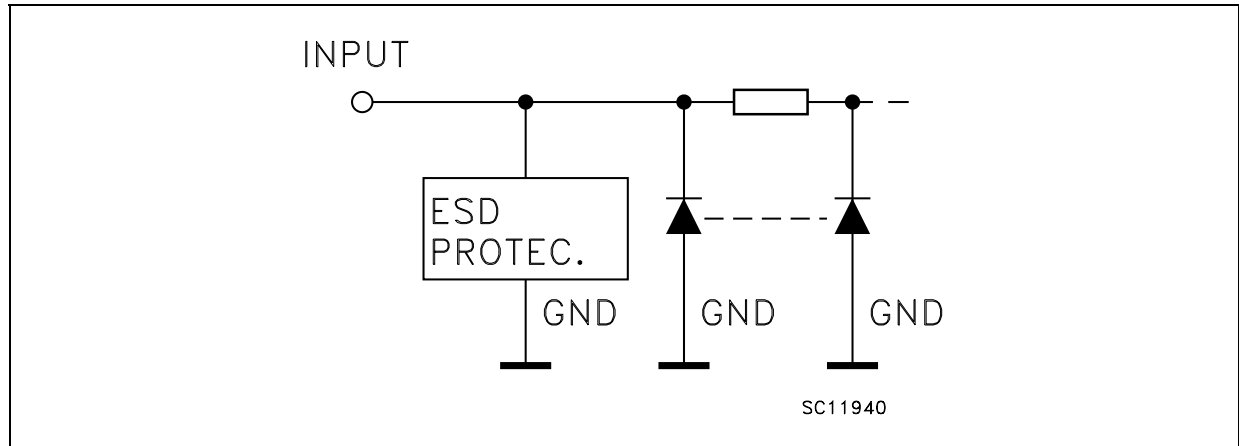 INPUT
ESD
PROTEC.
GND
GND
GND
SC11940